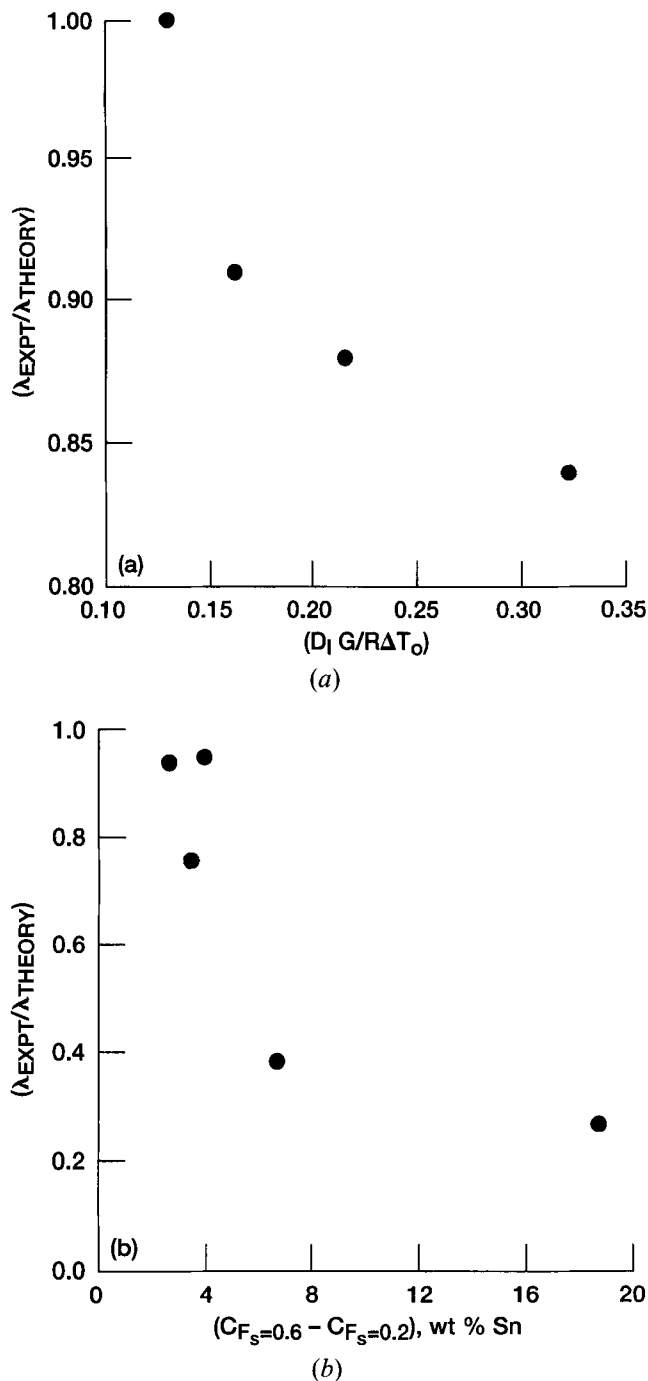 1.00
0.95
0.90
0.85
0.80
(λEXPT/λTHEORY)
(a)
0.10 0.15 0.20 0.25 0.30 0.35
(Dl G/RΔTo)
(a)
1.0
0.8
0.6
0.4
0.2
0.0
(λEXPT/λTHEORY)
(b)
0 4 8 12 16 20
(CFs=0.6 – CFs=0.2), wt % Sn
(b)